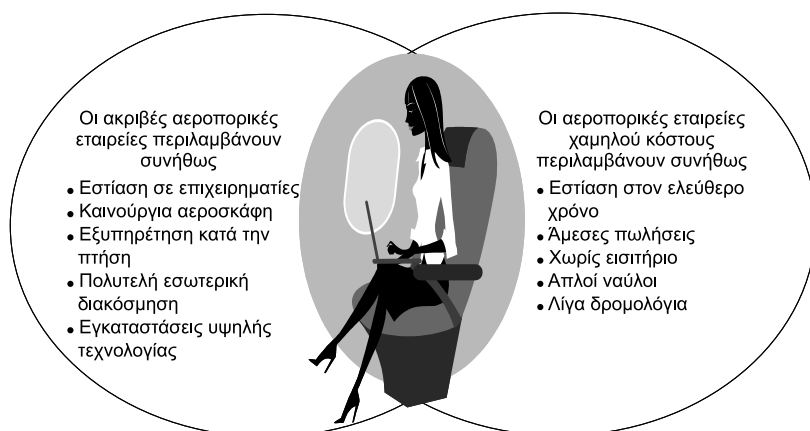 Οι ακριβές αεροπορικές
εταιρείες περιλαμβάνουν
συνήθως
• Εστίαση σε επιχειρηματίες
• Καινούργια αεροσκάφη
• Εξυπηρέτηση κατά την
πτήση
• Πολυτελή εσωτερική
διακόσμηση
• Εγκαταστάσεις υψηλής
τεχνολογίας
Οι αεροπορικές εταιρείες
χαμηλού κόστους
περιλαμβάνουν συνήθως
• Εστίαση στον ελεύθερο
χρόνο
• Άμεσες πωλήσεις
• Χωρίς εισιτήριο
• Απλοί ναύλοι
• Λίγα δρομολόγια